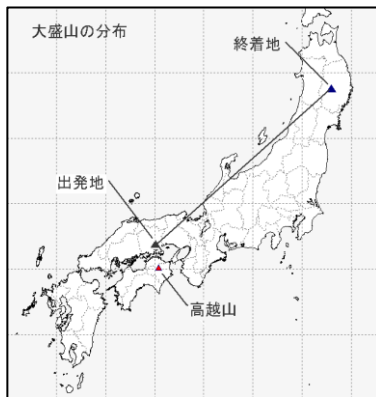 大盛山の分布
終着地
出発地
高越山